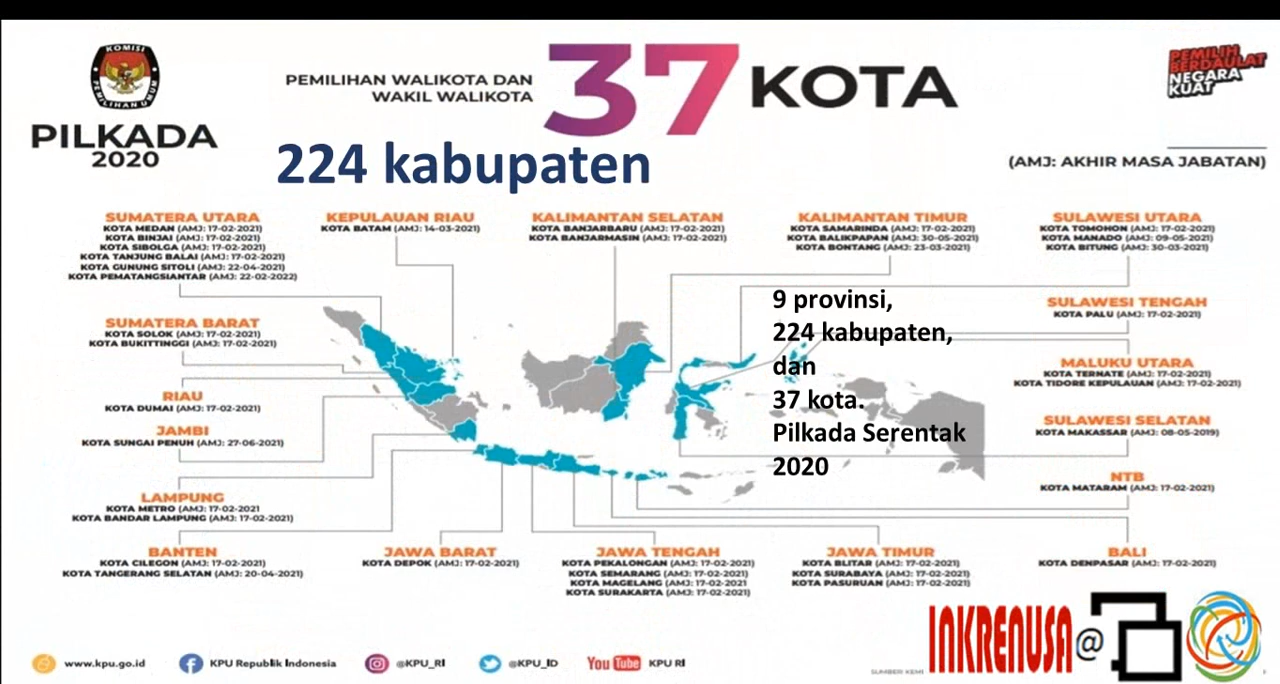 KOMISI
PEMILIHAN UMUM
PILKADA
2020
PEMILIHAN WALIKOTA DAN
WAKIL WALIKOTA
37 KOTA
224 kabupaten
PEMILIH
BERDAULAT
NEGARA
KUAT
(AMJ: AKHIR MASA JABATAN)
SUMATERA UTARA
KOTA MEDAN (AMJ: 17-02-2021)
KOTA BINJAI (AMJ: 17-02-2021)
KOTA SIBOLGA (AMJ: 17-02-2021)
KOTA TANJUNG BALAI (AMJ: 17-02-2021)
KOTA GUNUNG SITOLI (AMJ: 22-04-2021)
KOTA PEMATANGSIANTAR (AMJ: 22-02-2022)
KEPULAUAN RIAU
KOTA BATAM (AMJ: 14-03-2021)
KALIMANTAN SELATAN
KOTA BANJARBARU (AMJ: 17-02-2021)
KOTA BANJARMASIN (AMJ: 17-02-2021)
KALIMANTAN TIMUR
KOTA SAMARINDA (AMJ: 17-02-2021)
KOTA BALIKPAPAN (AMJ: 30-05-2021)
KOTA BONTANG (AMJ: 23-03-2021)
SULAWESI UTARA
KOTA TOMOHON (AMJ: 17-02-2021)
KOTA MANADO (AMJ: 09-05-2021)
KOTA BITUNG (AMJ: 30-03-2021)
SUMATERA BARAT
KOTA SOLOK (AMJ: 17-02-2021)
KOTA BUKITTINGGI (AMJ: 17-02-2021)
RIAU
KOTA DUMAI (AMJ: 17-02-2021)
JAMBI
KOTA SUNGAI PENUH (AMJ: 27-06-2021)
LAMPUNG
KOTA METRO (AMJ: 17-02-2021
KOTA BANDAR LAMPUNG (AMJ: 17-02-2021)
9 provinsi,
224 kabupaten,
dan
37 kota.
Pilkada Serentak
2020
SULAWESI TENGAH
KOTA PALU (AMJ: 17-02-2021)
MALUKU UTARA
KOTA TERNATE (AMJ: 17-02-2021)
KOTA TIDORE KEPULAUAN (AMJ: 17-02-2021)
SULAWESI SELATAN
KOTA MAKASSAR (AMJ: 08-05-2019)
NTB
KOTA MATARAM (AMJ: 17-02-2021)
BANTEN
KOTA CILEGON (AMJ: 17-02-2021)
KOTA TANGERANG SELATAN (AMJ: 20-04-2021)
JAWA BARAT
KOTA DEPOK (AMJ: 17-02-2021)
JAWA TENGAH
KOTA PEKALONGAN (AMJ: 17-02-2021)
KOTA SEMARANG (AMJ: 17-02-2021)
KOTA MAGELANG (AMJ: 17-02-2021
KOTA SURAKARTA (AMJ: 17-02-2021)
JAWA TIMUR
KOTA BLITAR (AMJ: 17-02-2021)
KOTA SURABAYA (AMJ: 17-02-2021)
KOTA PASURUAN (AMJ: 17-02-2021)
BALI
KOTA DENPASAR (AMJ: 17-02-2021)
www.kpu.go.id
KPU Republik Indonesia
@KPU_RI
@KPU_ID
You Tube KPU RI
SUMBER: KEM
INKRENUSA@